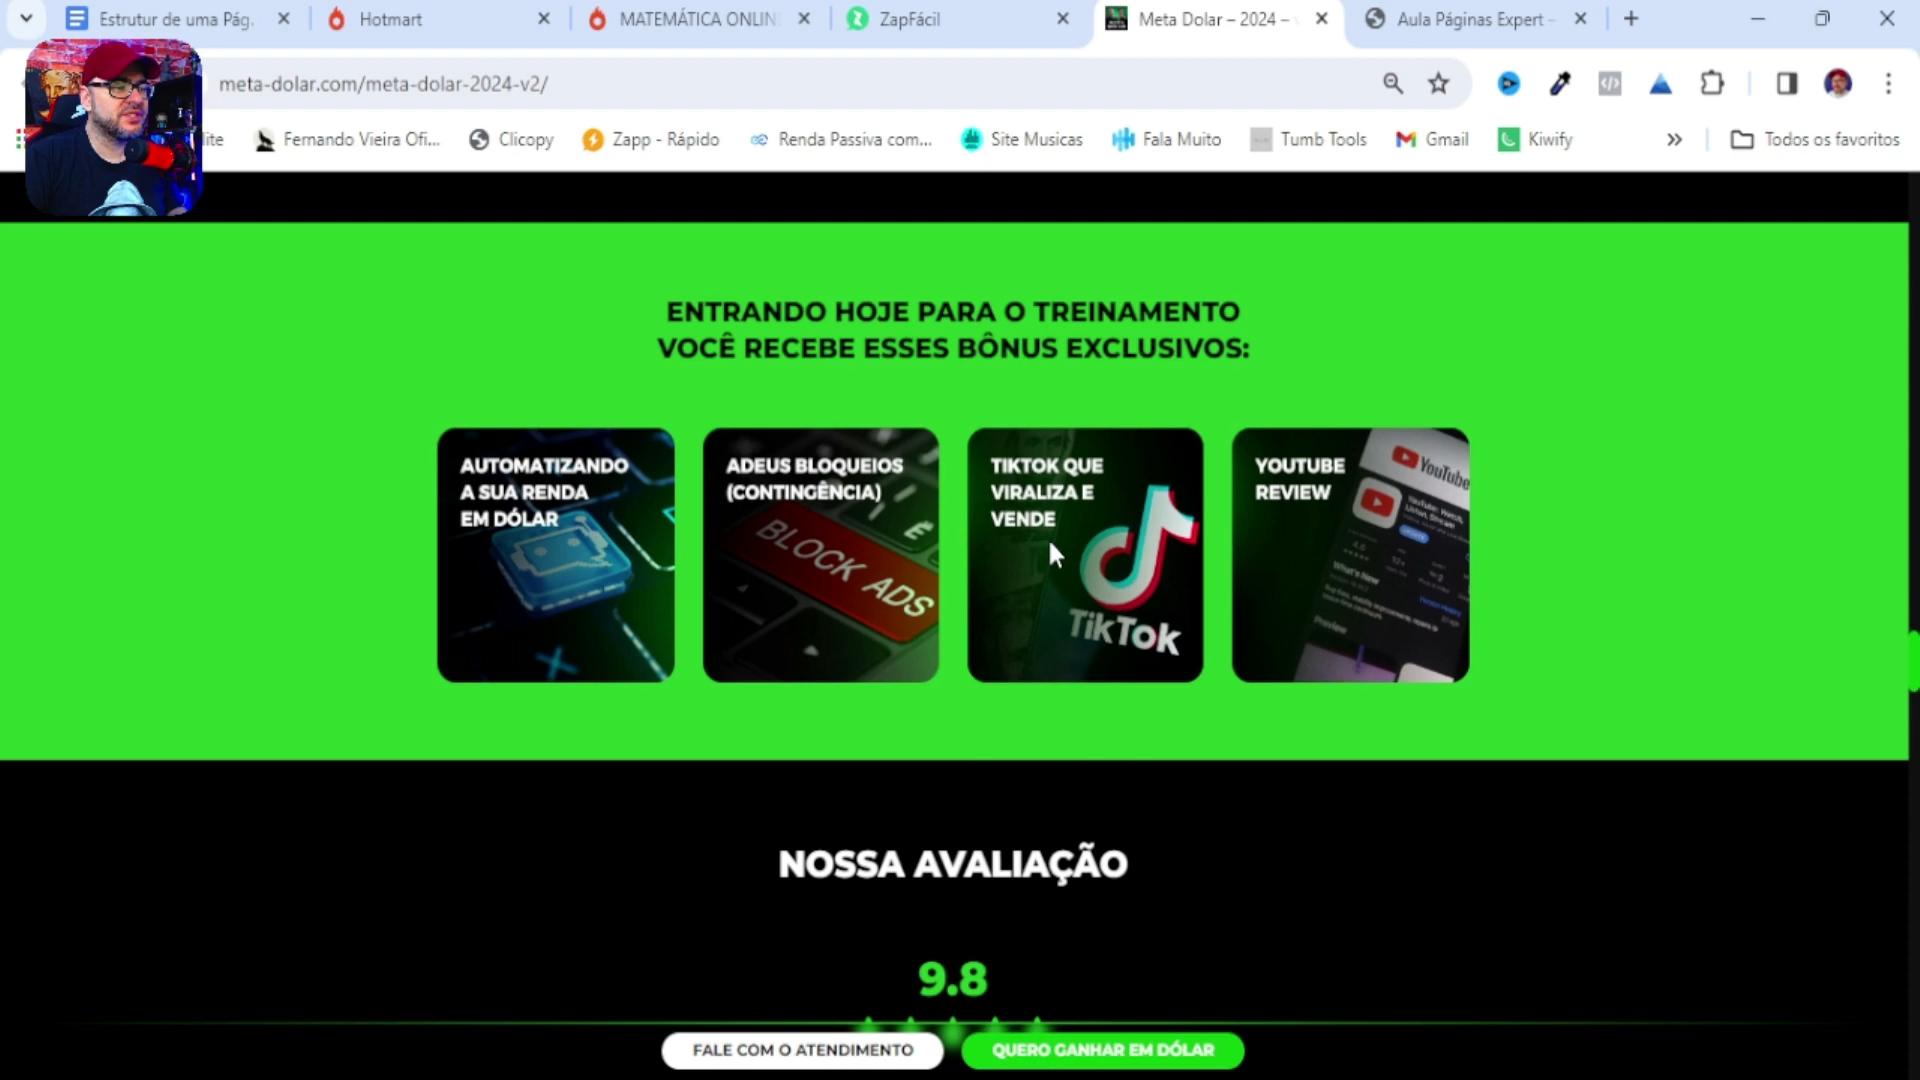 Estrutur de uma Pág.
Hotmart
MATEMÁTICA ONLIN
ZapFácil
Meta Dolar – 2024 –
Aula Páginas Expert –
meta-dolar.com/meta-dolar-2024-v2/
lite
Fernando Vieira Ofi...
Clicopy
Zapp - Rápido
Renda Passiva com...
Site Musicas
Fala Muito
Tumb Tools
Gmail
Kiwify
Todos os favoritos
ENTRANDO HOJE PARA O TREINAMENTO
VOCÊ RECEBE ESSES BÔNUS EXCLUSIVOS:
AUTOMATIZANDO
A SUA RENDA
EM DÓLAR
ADEUS BLOQUEIOS
(CONTINGÊNCIA)
BLOCK ADS
TIKTOK QUE
VIRALIZA E
VENDE
TikTok
YOUTUBE
REVIEW
YouTube
What's New
Preview
NOSSA AVALIAÇÃO
9.8
FALE COM O ATENDIMENTO
QUERO GANHAR EM DÓLAR